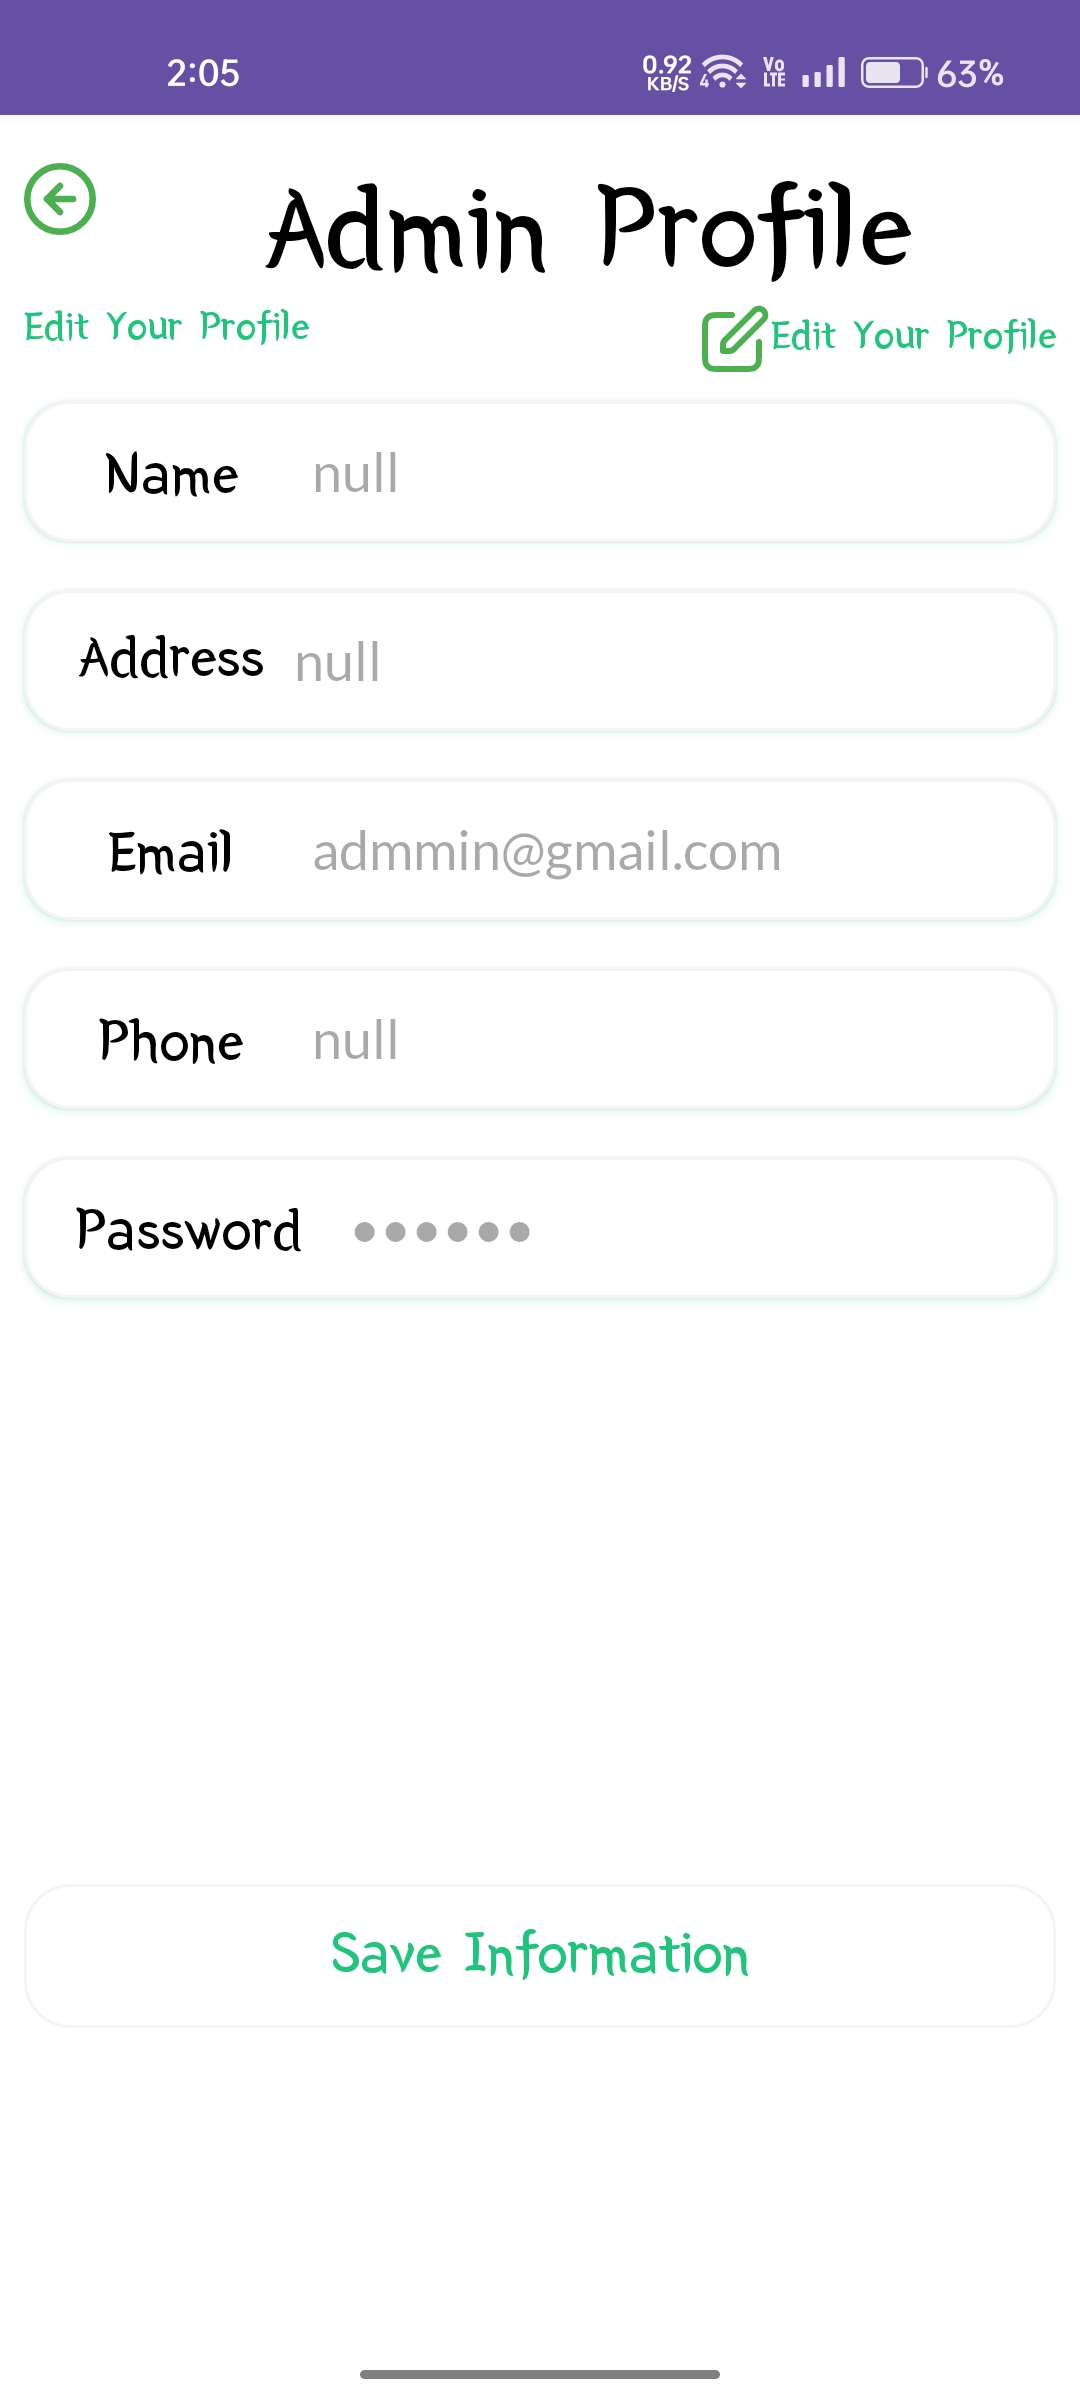 2:05 0.92 KB/S 4 Vo LTE 63%
Admin Profile
Edit Your Profile Edit Your Profile
Name null
Address null
Email admmin@gmail.com
Phone null
Password ••••••
Save Information